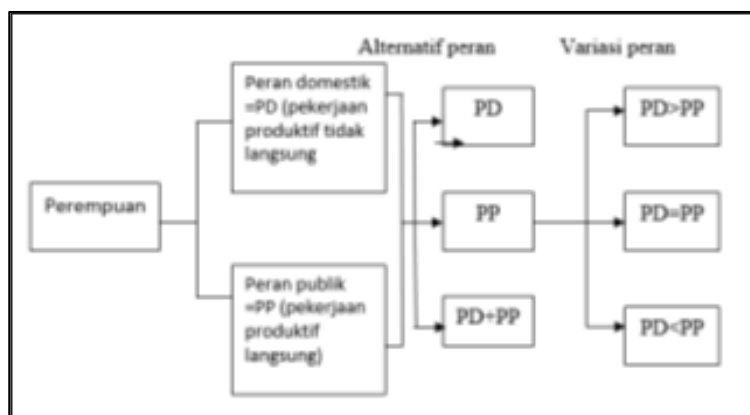 Alternatif peran
Variasi peran
Perempuan
Peran domestik
=PD (pekerjaan
produktif tidak
langsung
Peran publik
=PP (pekerjaan
produktif
langsung)
PD
PP
PD+PP
PD>PP
PD=PP
PD<PP